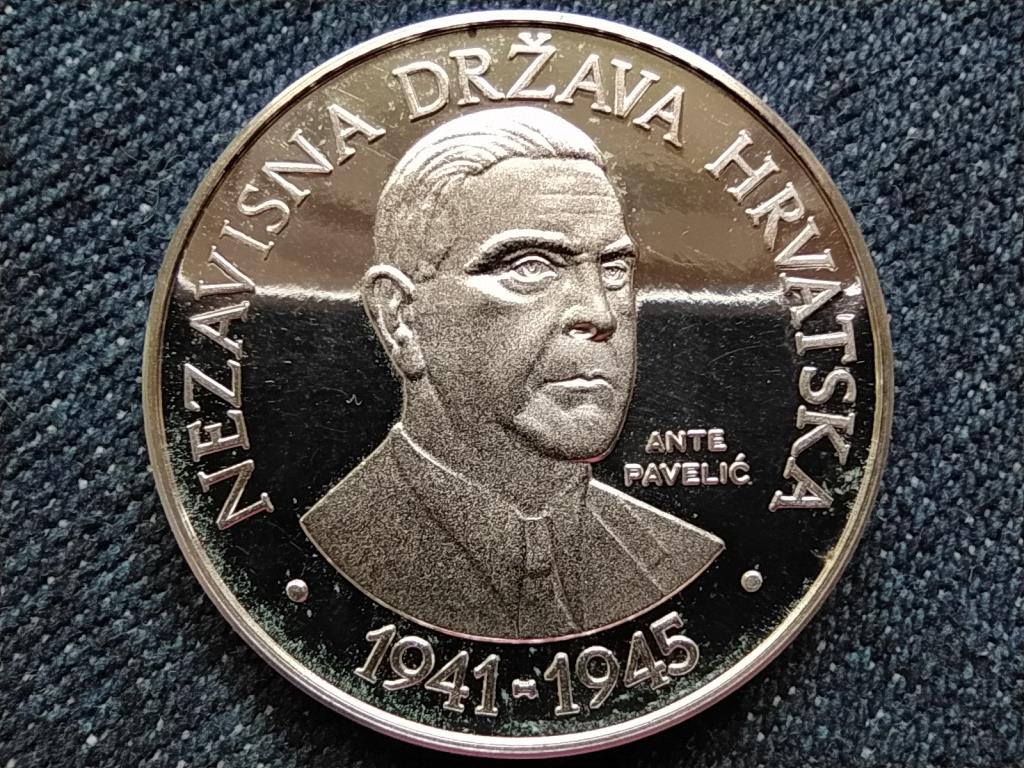 NEZAVISNA DRŽAVA HRVATSKA
ANTE
PAVELIĆ
1941-1945